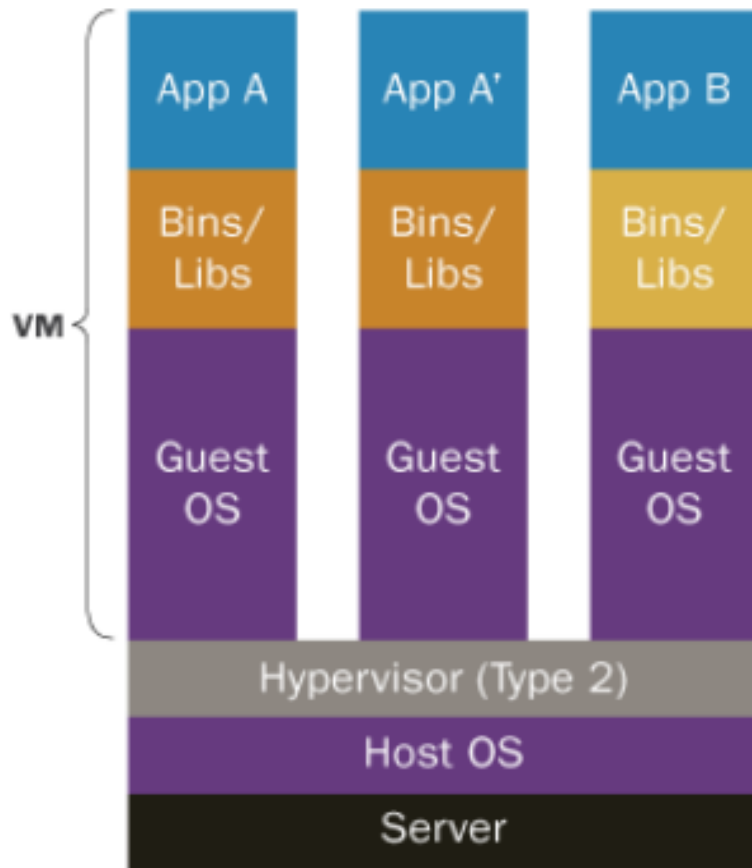 App A
App A'
App B
Bins/
Libs
Bins/
Libs
Bins/
Libs
VM
Guest
OS
Guest
OS
Guest
OS
Hypervisor (Type 2)
Host OS
Server